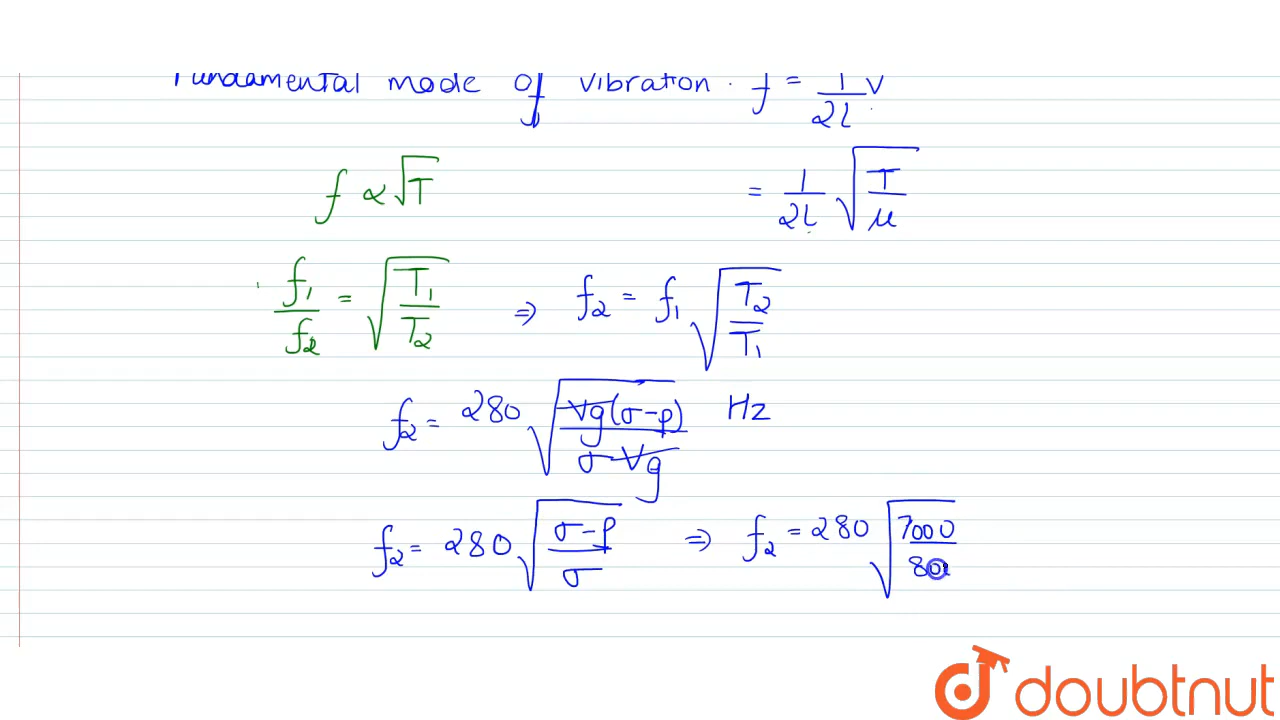 Fundamental mode of vibration. f = 1/2l v
f ∝ √T = 1/2l √(T/μ)
f₁/f₂ = √(T₁/T₂) ⇒ f₂ = f₁ √(T₂/T₁)
f₂ = 280 √(Vg(σ-ρ)/σVg) Hz
f₂ = 280 √((σ-ρ)/σ) ⇒ f₂ = 280 √(7000/80
doubtnut